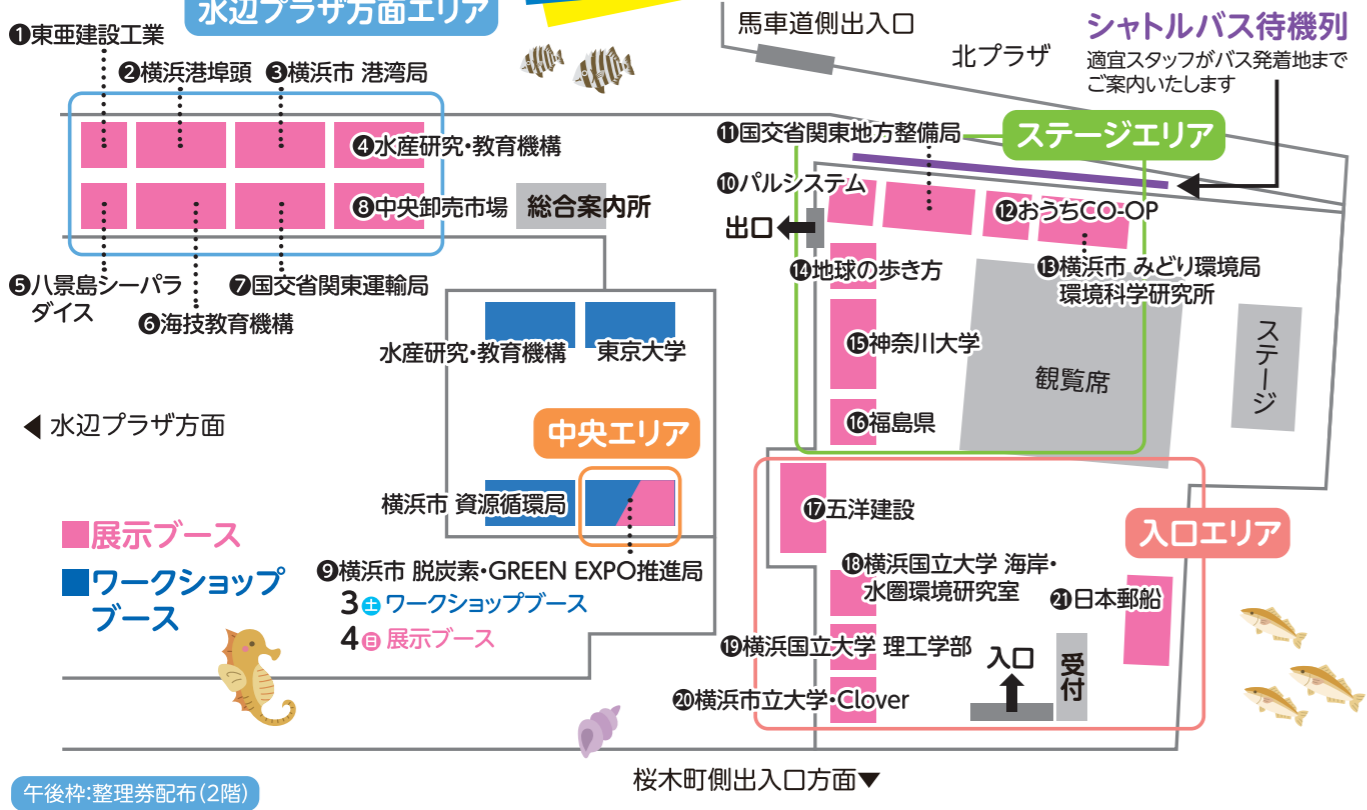 水辺プラザ方面エリア
❶東亜建設工業
❷横浜港埠頭
❸横浜市 港湾局
❹水産研究・教育機構
❽中央卸売市場
総合案内所
❺八景島シーパラ
ダイス
❻海技教育機構
❼国交省関東運輸局
馬車道側出入口
北プラザ
シャトルバス待機列
適宜スタッフがバス発着地まで
ご案内いたします
⓫国交省関東地方整備局
ステージエリア
❿パルシステム
⓬おうちCO-OP
出口
⓮地球の歩き方
⓭横浜市 みどり環境局
環境科学研究所
⓯神奈川大学
観覧席
ステージ
⓰福島県
水産研究・教育機構
東京大学
◀ 水辺プラザ方面
中央エリア
横浜市 資源循環局
❾横浜市 脱炭素・GREEN EXPO推進局
3㊏ワークショップブース
4㊐展示ブース
展示ブース
ワークショップ
ブース
⓱五洋建設
入口エリア
⓲横浜国立大学 海岸・
水圏環境研究室
㉑日本郵船
⓳横浜国立大学 理工学部
入口
受付
⓴横浜市立大学・Clover
桜木町側出入口方面▼
午後枠:整理券配布(2階)